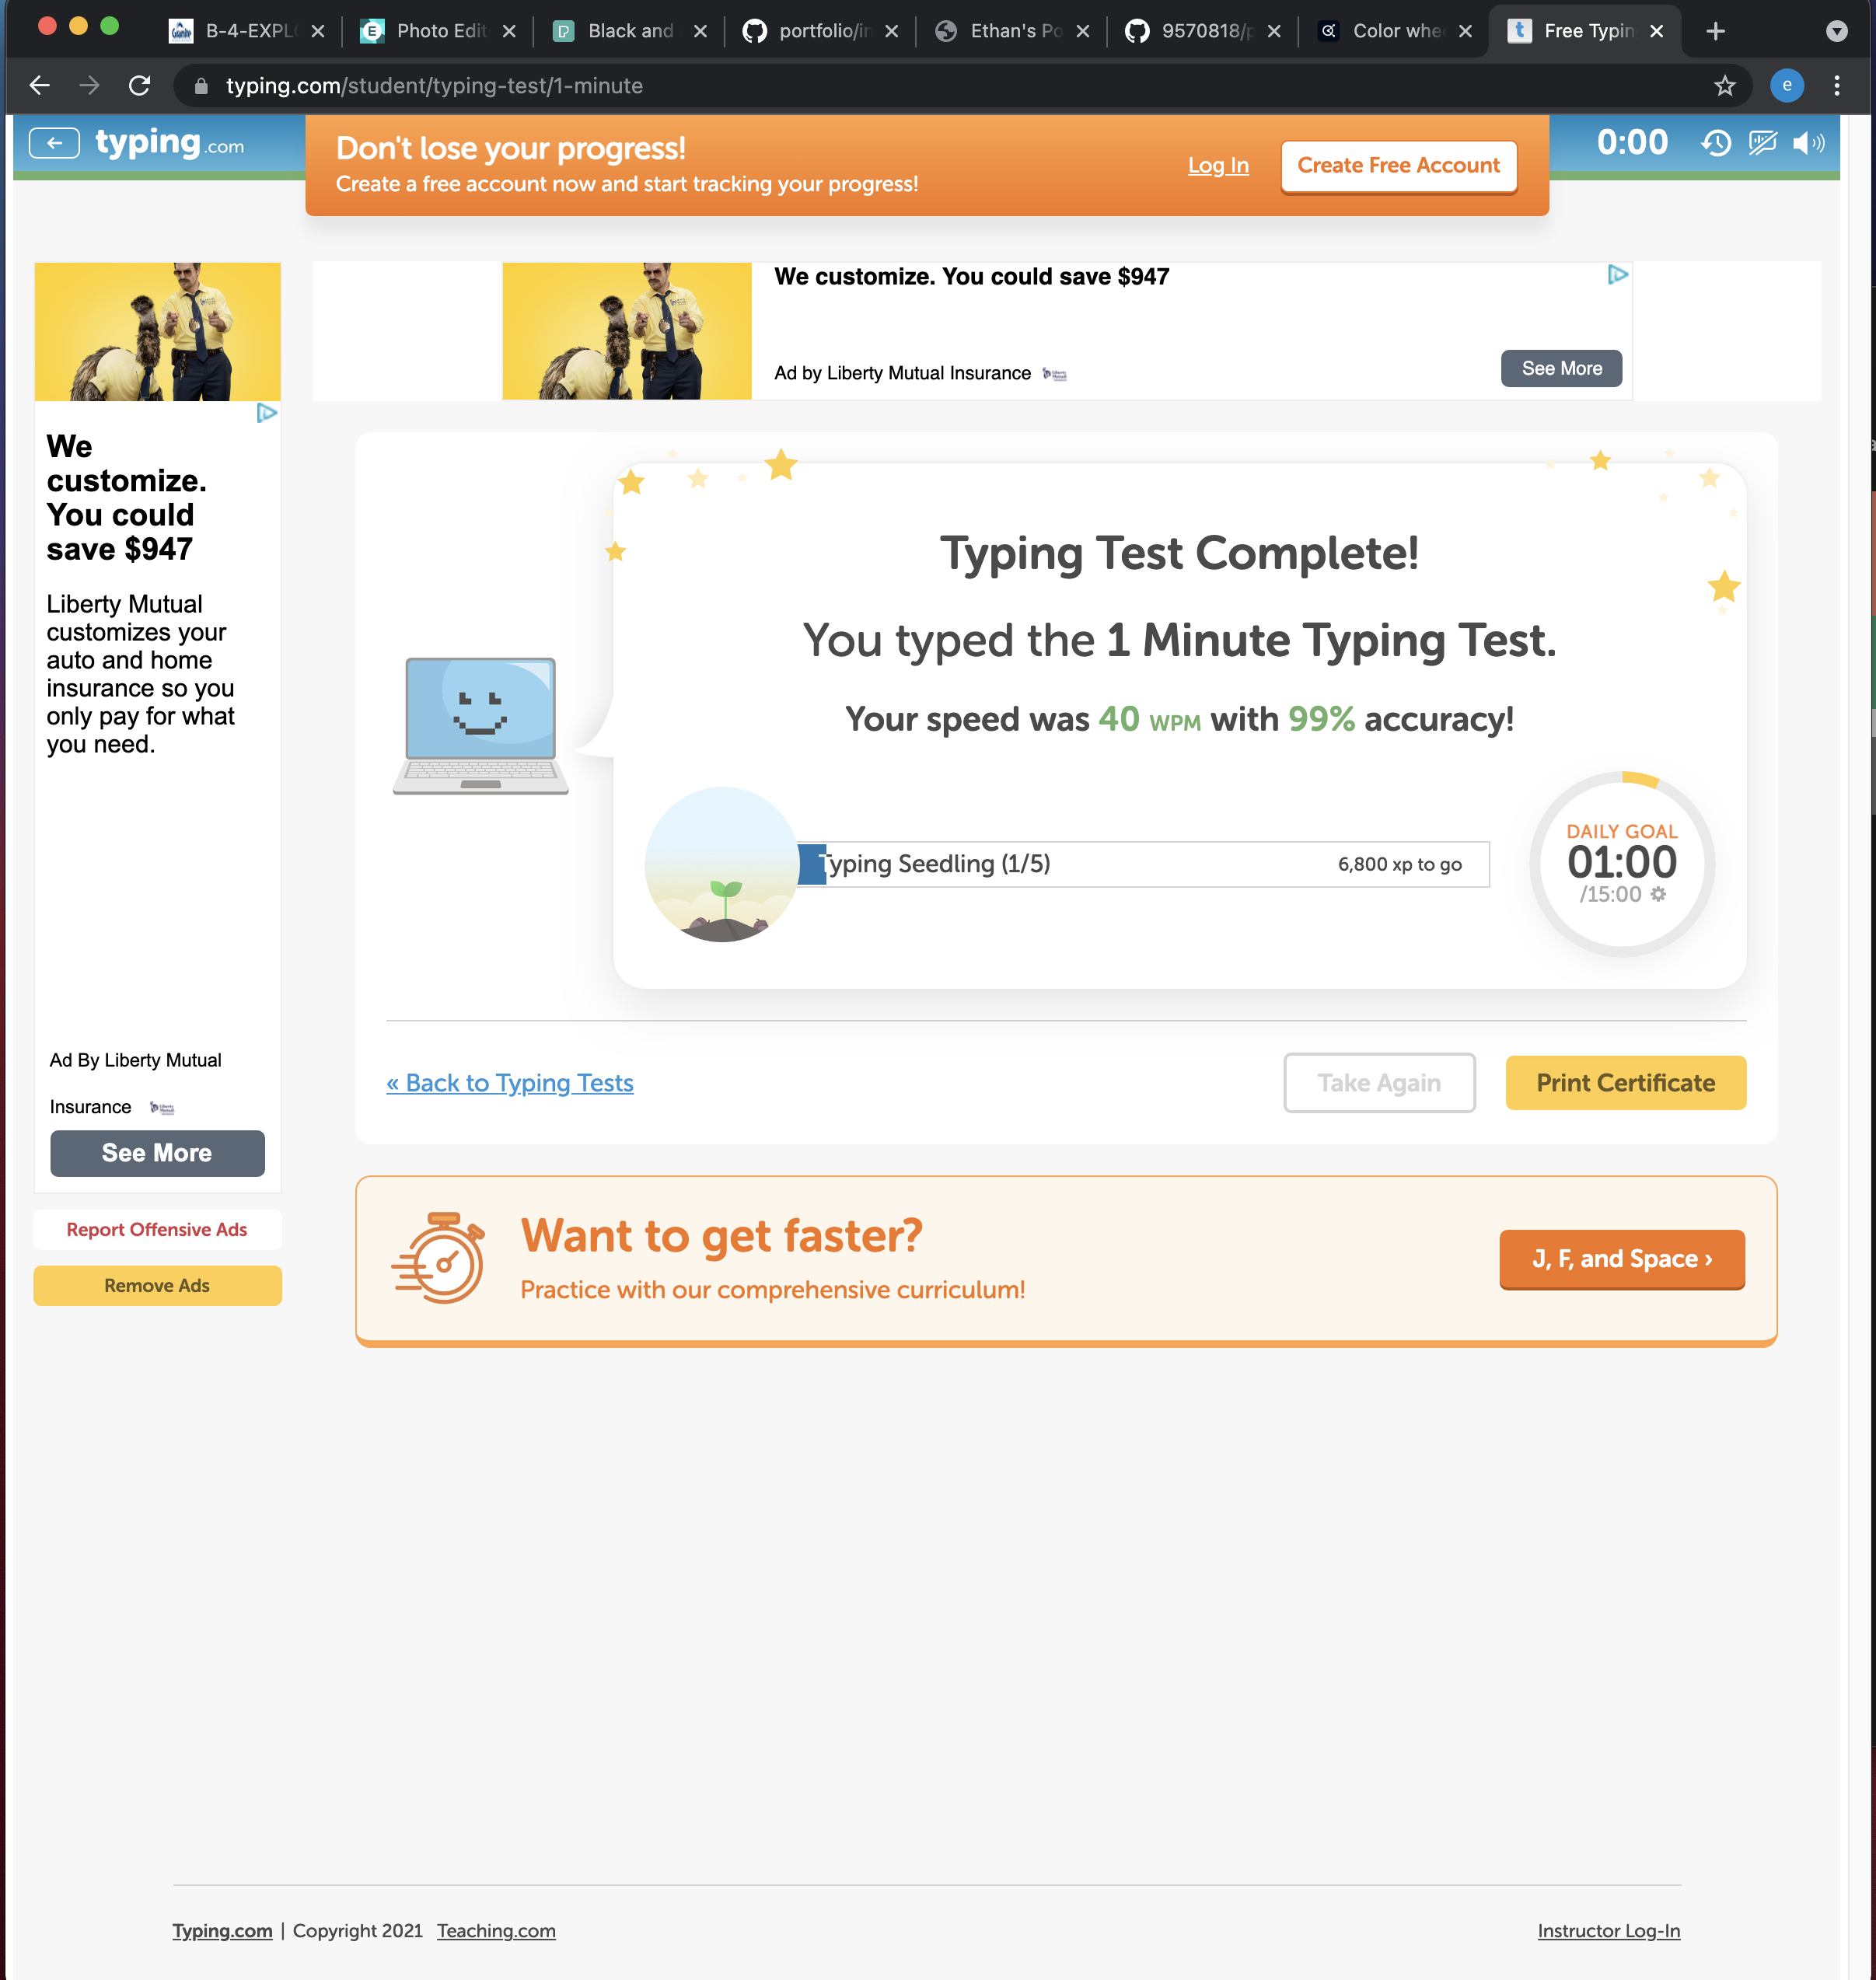 B-4-EXPL
Photo Edit
Black and
portfolio/in
Ethan's Po
9570818/p
Color whe
Free Typin
typing.com/student/typing-test/1-minute
e
typing.com
Don't lose your progress!
Create a free account now and start tracking your progress!
Log In
Create Free Account
0:00
We customize. You could save $947
Ad by Liberty Mutual Insurance
See More
We
customize.
You could
save $947
Liberty Mutual
customizes your
auto and home
insurance so you
only pay for what
you need.
Ad By Liberty Mutual
Insurance
See More
Report Offensive Ads
Remove Ads
Typing Test Complete!
You typed the 1 Minute Typing Test.
Your speed was 40 WPM with 99% accuracy!
Typing Seedling (1/5)
6,800 xp to go
DAILY GOAL
01:00
/15:00
« Back to Typing Tests
Take Again
Print Certificate
Want to get faster?
Practice with our comprehensive curriculum!
J, F, and Space ›
Typing.com | Copyright 2021 Teaching.com
Instructor Log-In